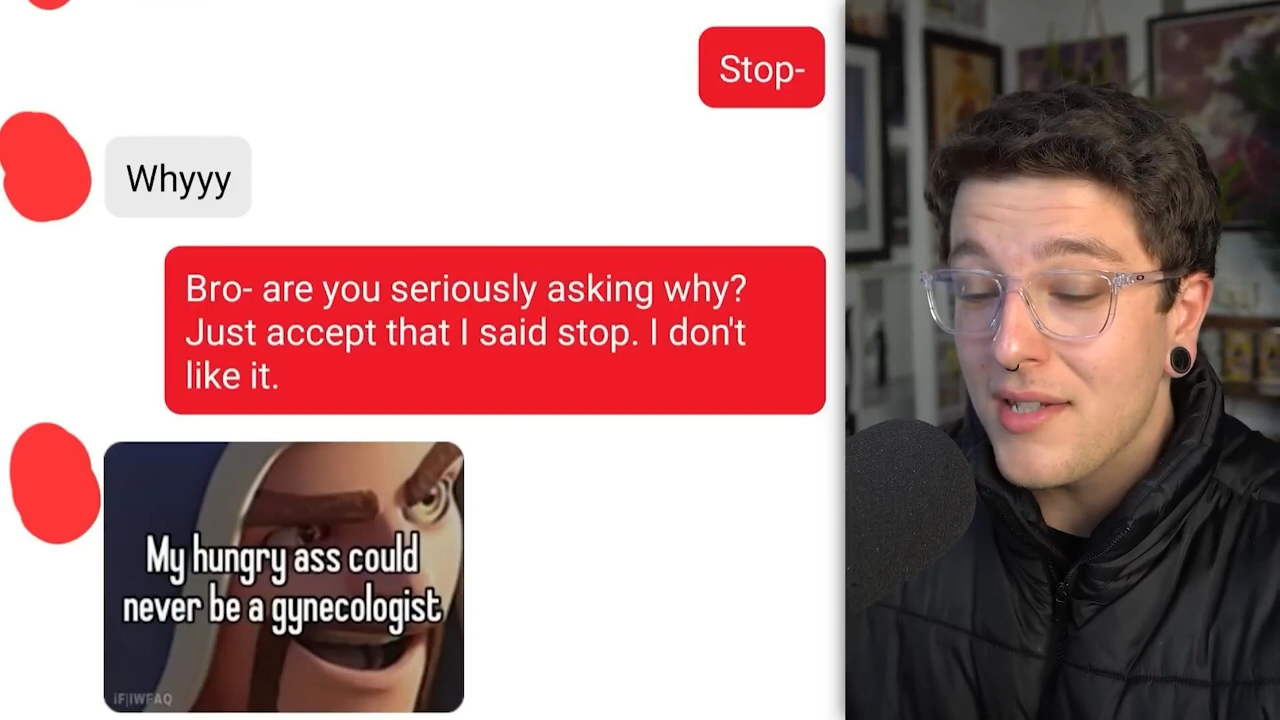 Stop-
Whyyy
Bro- are you seriously asking why?
Just accept that I said stop. I don't
like it.
My hungry ass could
never be a gynecologist